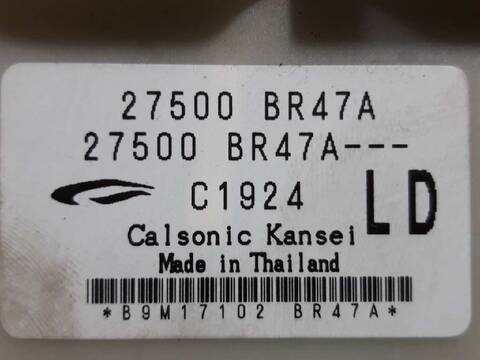 27500 BR47A
27500 BR47A---
C1924
LD
Calsonic Kansei
Made in Thailand
*B9M17102 BR47A*